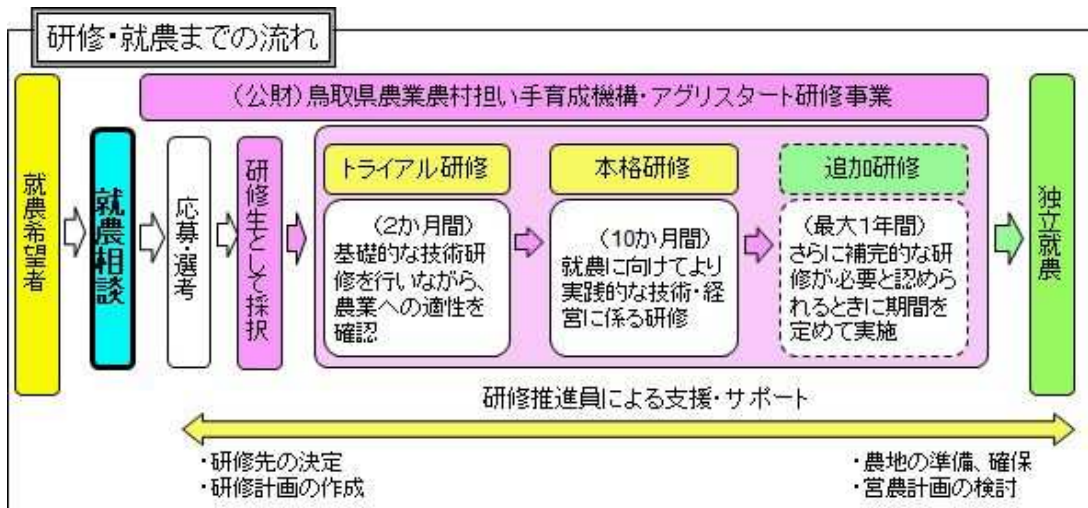 研修・就農までの流れ
(公財)鳥取県農業農村担い手育成機構・アグリスタート研修事業
就農希望者
就農相談
応募・選考
研修生として採択
トライアル研修
(2か月間)
基礎的な技術研
修を行いながら、
農業への適性を
確認
本格研修
(10か月間)
就農に向けてより
実践的な技術・経
営に係る研修
追加研修
(最大1年間)
さらに補完的な研
修が必要と認めら
れるときに期間を
定めて実施
独立就農
研修推進員による支援・サポート
・研修先の決定
・研修計画の作成
・農地の準備、確保
・営農計画の検討